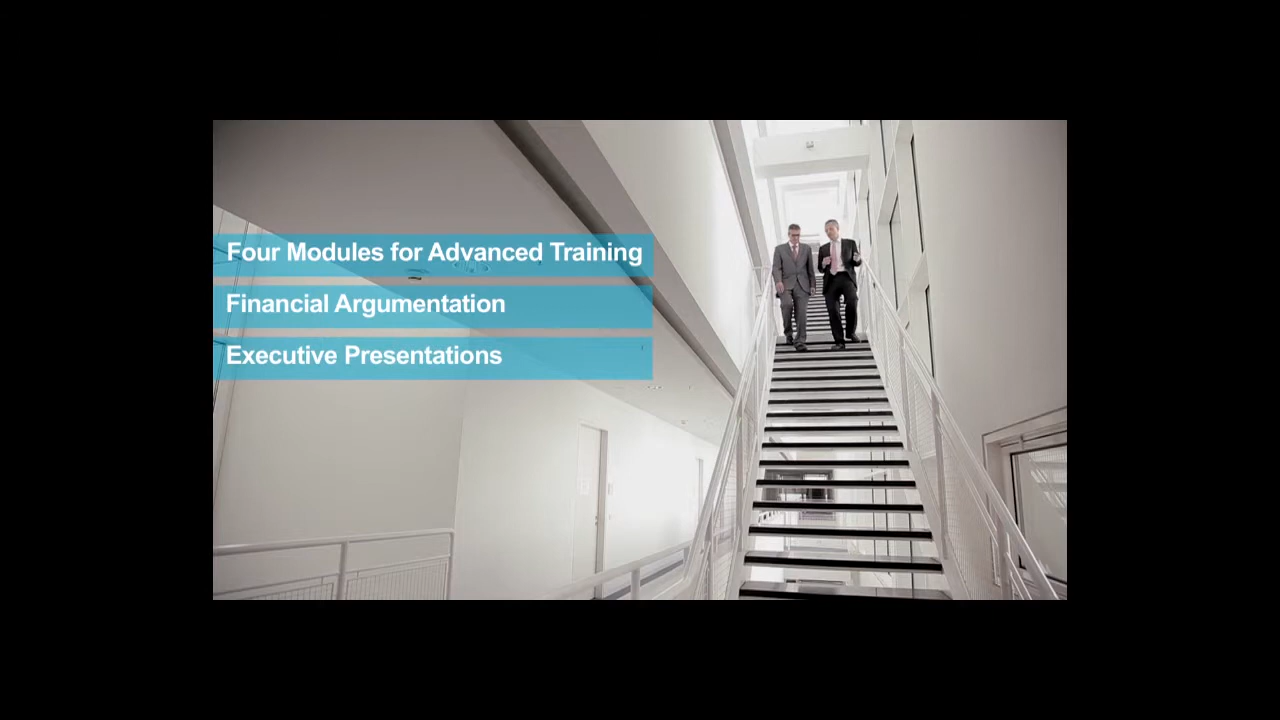 Four Modules for Advanced Training
Financial Argumentation
Executive Presentations